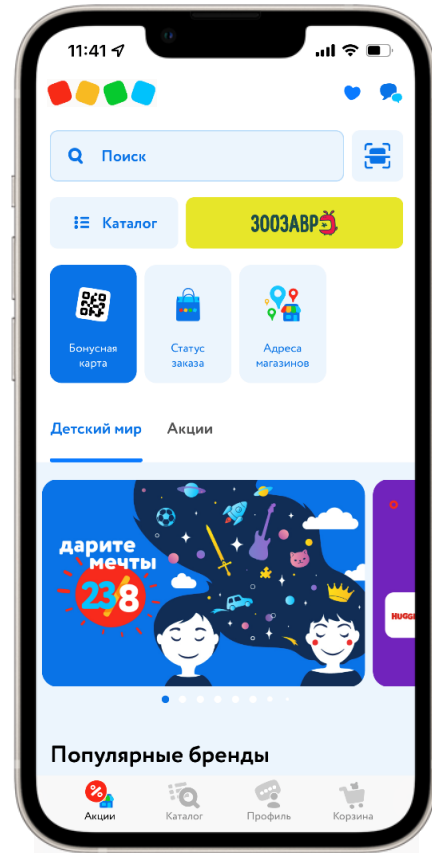 11:41
Поиск
Каталог
ЗООЗАВР
Бонусная
карта
Статус
заказа
Адреса
магазинов
Детский мир
Акции
дарите
мечты
23/8
Популярные бренды
%
Акции
Каталог
Профиль
Корзина